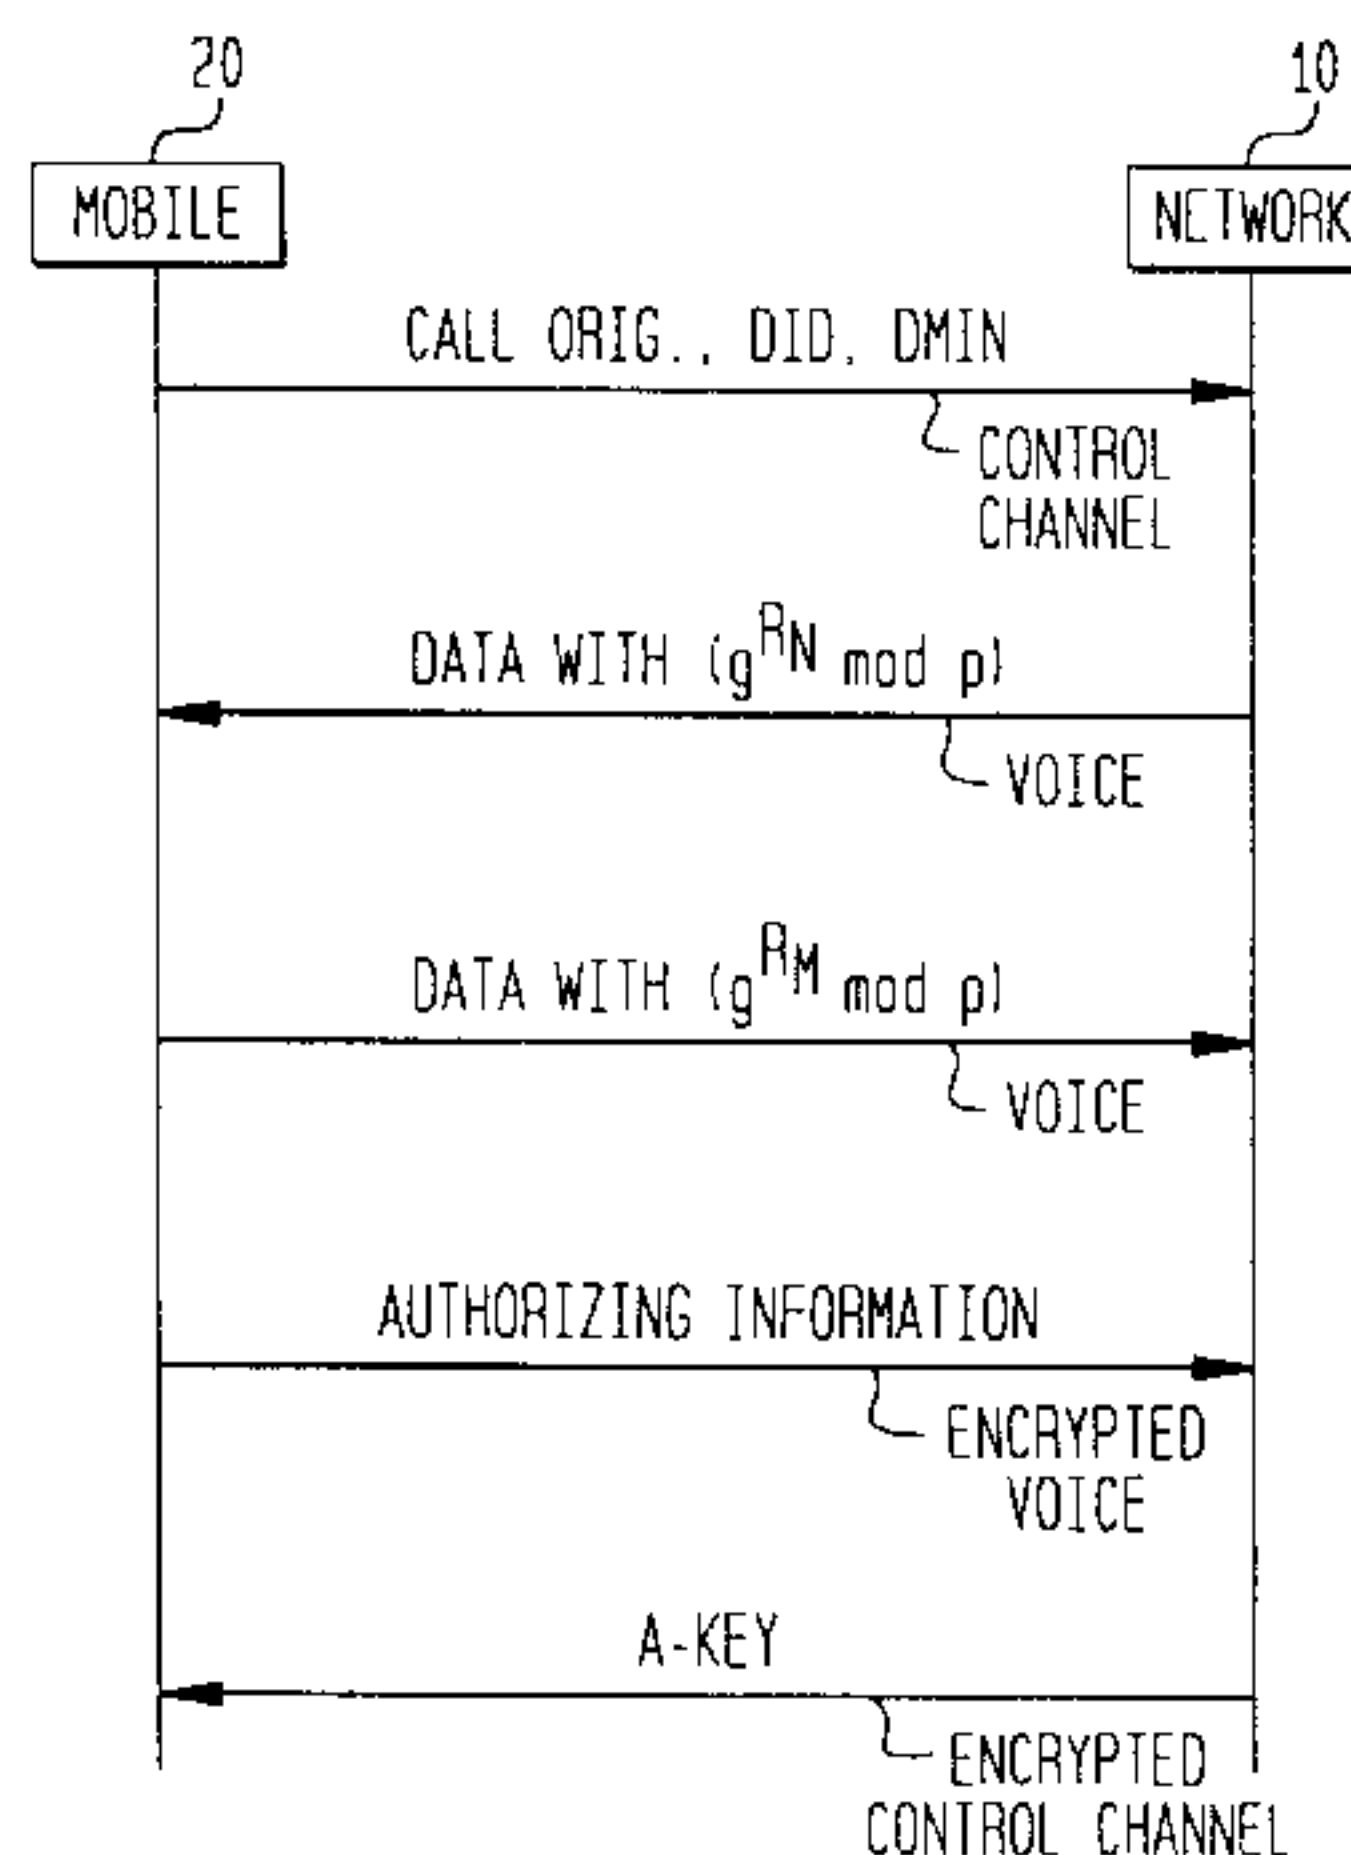 20
10
MOBILE
NETWORK
CALL ORIG., DID, DMIN
CONTROL
CHANNEL
DATA WITH (g^RN mod p)
VOICE
DATA WITH (g^RM mod p)
VOICE
AUTHORIZING INFORMATION
ENCRYPTED
VOICE
A-KEY
ENCRYPTED
CONTROL CHANNEL